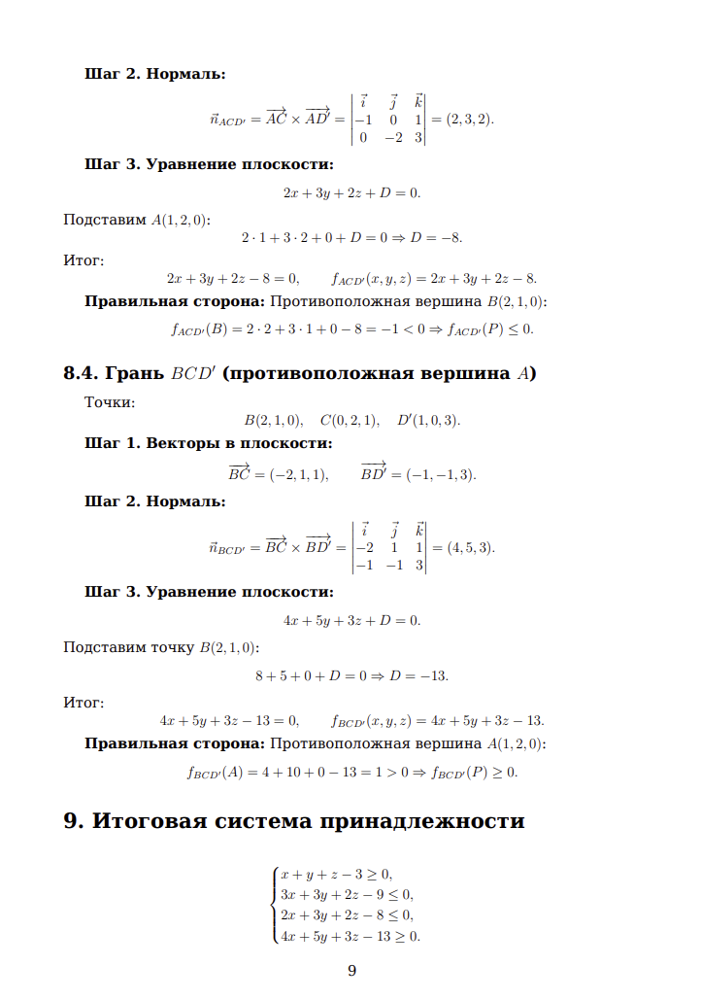 Шаг 2. Нормаль:
$\vec{n}_{ACD'} = \overrightarrow{AC} \times \overrightarrow{AD'} = \begin{vmatrix} \vec{i} & \vec{j} & \vec{k} \\ -1 & 0 & 1 \\ 0 & -2 & 3 \end{vmatrix} = (2, 3, 2).$
Шаг 3. Уравнение плоскости:
$2x + 3y + 2z + D = 0.$
Подставим $A(1, 2, 0)$:
$2 \cdot 1 + 3 \cdot 2 + 0 + D = 0 \Rightarrow D = -8.$
Итог:
$2x + 3y + 2z - 8 = 0, \qquad f_{ACD'}(x, y, z) = 2x + 3y + 2z - 8.$
Правильная сторона: Противоположная вершина $B(2, 1, 0)$:
$f_{ACD'}(B) = 2 \cdot 2 + 3 \cdot 1 + 0 - 8 = -1 < 0 \Rightarrow f_{ACD'}(P) \leq 0.$
8.4. Грань $BCD'$ (противоположная вершина $A$)
Точки:
$B(2, 1, 0), \quad C(0, 2, 1), \quad D'(1, 0, 3).$
Шаг 1. Векторы в плоскости:
$\overrightarrow{BC} = (-2, 1, 1), \qquad \overrightarrow{BD'} = (-1, -1, 3).$
Шаг 2. Нормаль:
$\vec{n}_{BCD'} = \overrightarrow{BC} \times \overrightarrow{BD'} = \begin{vmatrix} \vec{i} & \vec{j} & \vec{k} \\ -2 & 1 & 1 \\ -1 & -1 & 3 \end{vmatrix} = (4, 5, 3).$
Шаг 3. Уравнение плоскости:
$4x + 5y + 3z + D = 0.$
Подставим точку $B(2, 1, 0)$:
$8 + 5 + 0 + D = 0 \Rightarrow D = -13.$
Итог:
$4x + 5y + 3z - 13 = 0, \qquad f_{BCD'}(x, y, z) = 4x + 5y + 3z - 13.$
Правильная сторона: Противоположная вершина $A(1, 2, 0)$:
$f_{BCD'}(A) = 4 + 10 + 0 - 13 = 1 > 0 \Rightarrow f_{BCD'}(P) \geq 0.$
9. Итоговая система принадлежности
$\begin{cases} x + y + z - 3 \geq 0, \\ 3x + 3y + 2z - 9 \leq 0, \\ 2x + 3y + 2z - 8 \leq 0, \\ 4x + 5y + 3z - 13 \geq 0. \end{cases}$
9